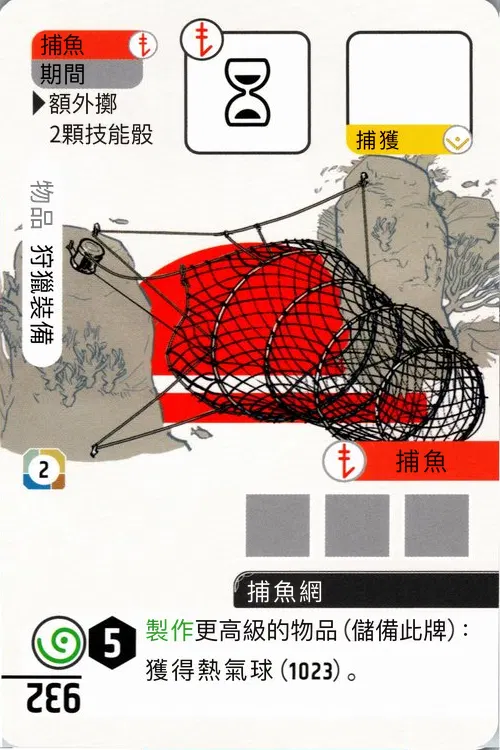 捕魚
期間
▶額外擲
2顆技能骰
捕獲
物品 狩獵裝備
捕魚
2
捕魚網
5
製作更高級的物品(儲備此牌)：
獲得熱氣球(1023)。
932